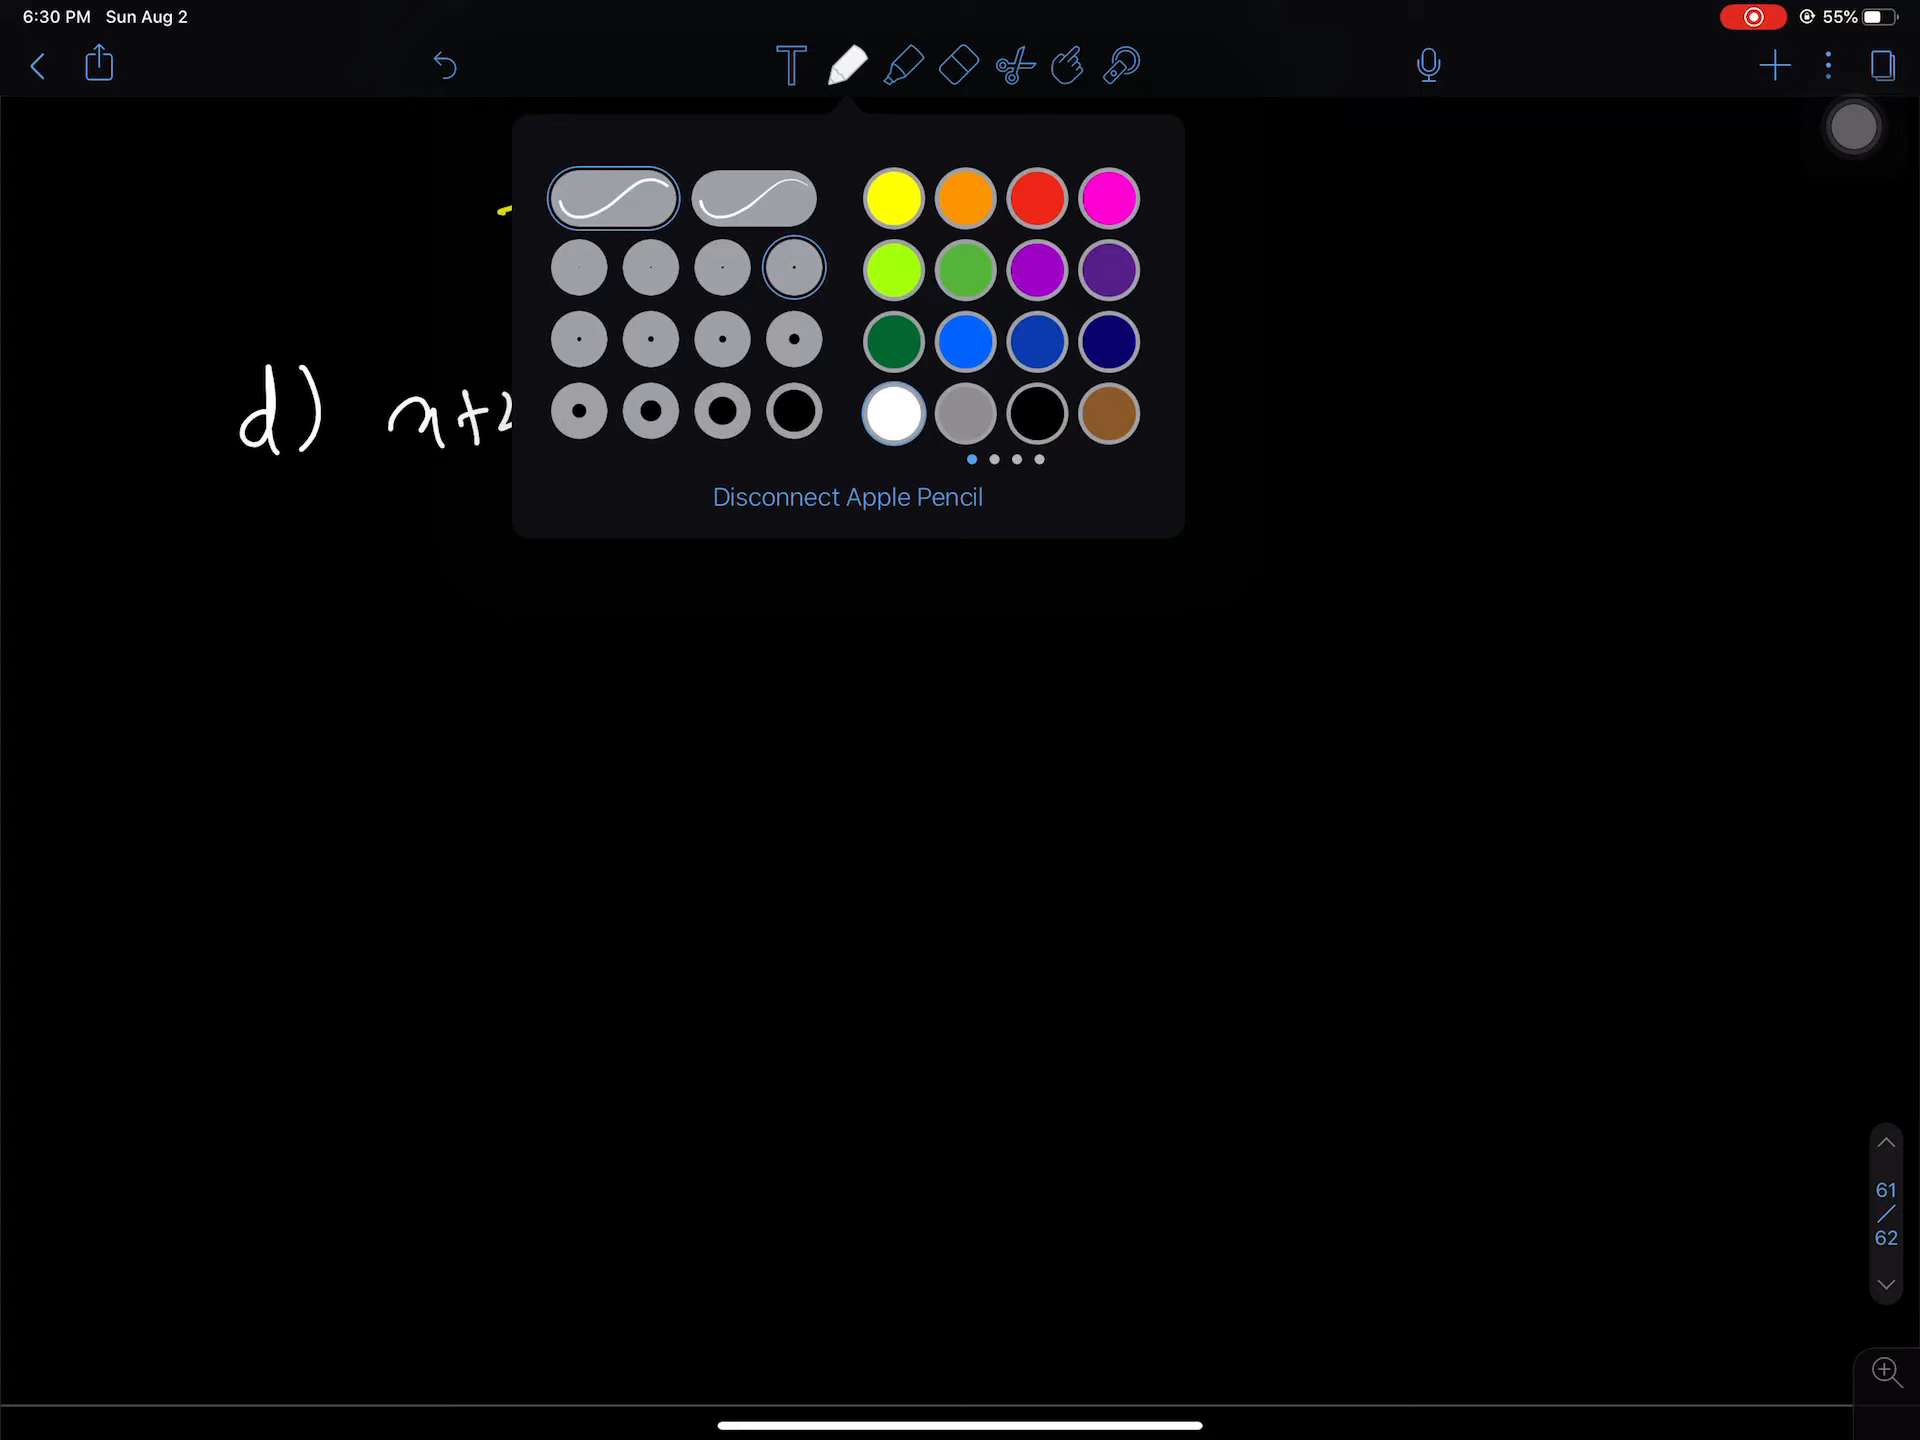 6:30 PM Sun Aug 2
55%
T
d) x+2
Disconnect Apple Pencil
61
/
62